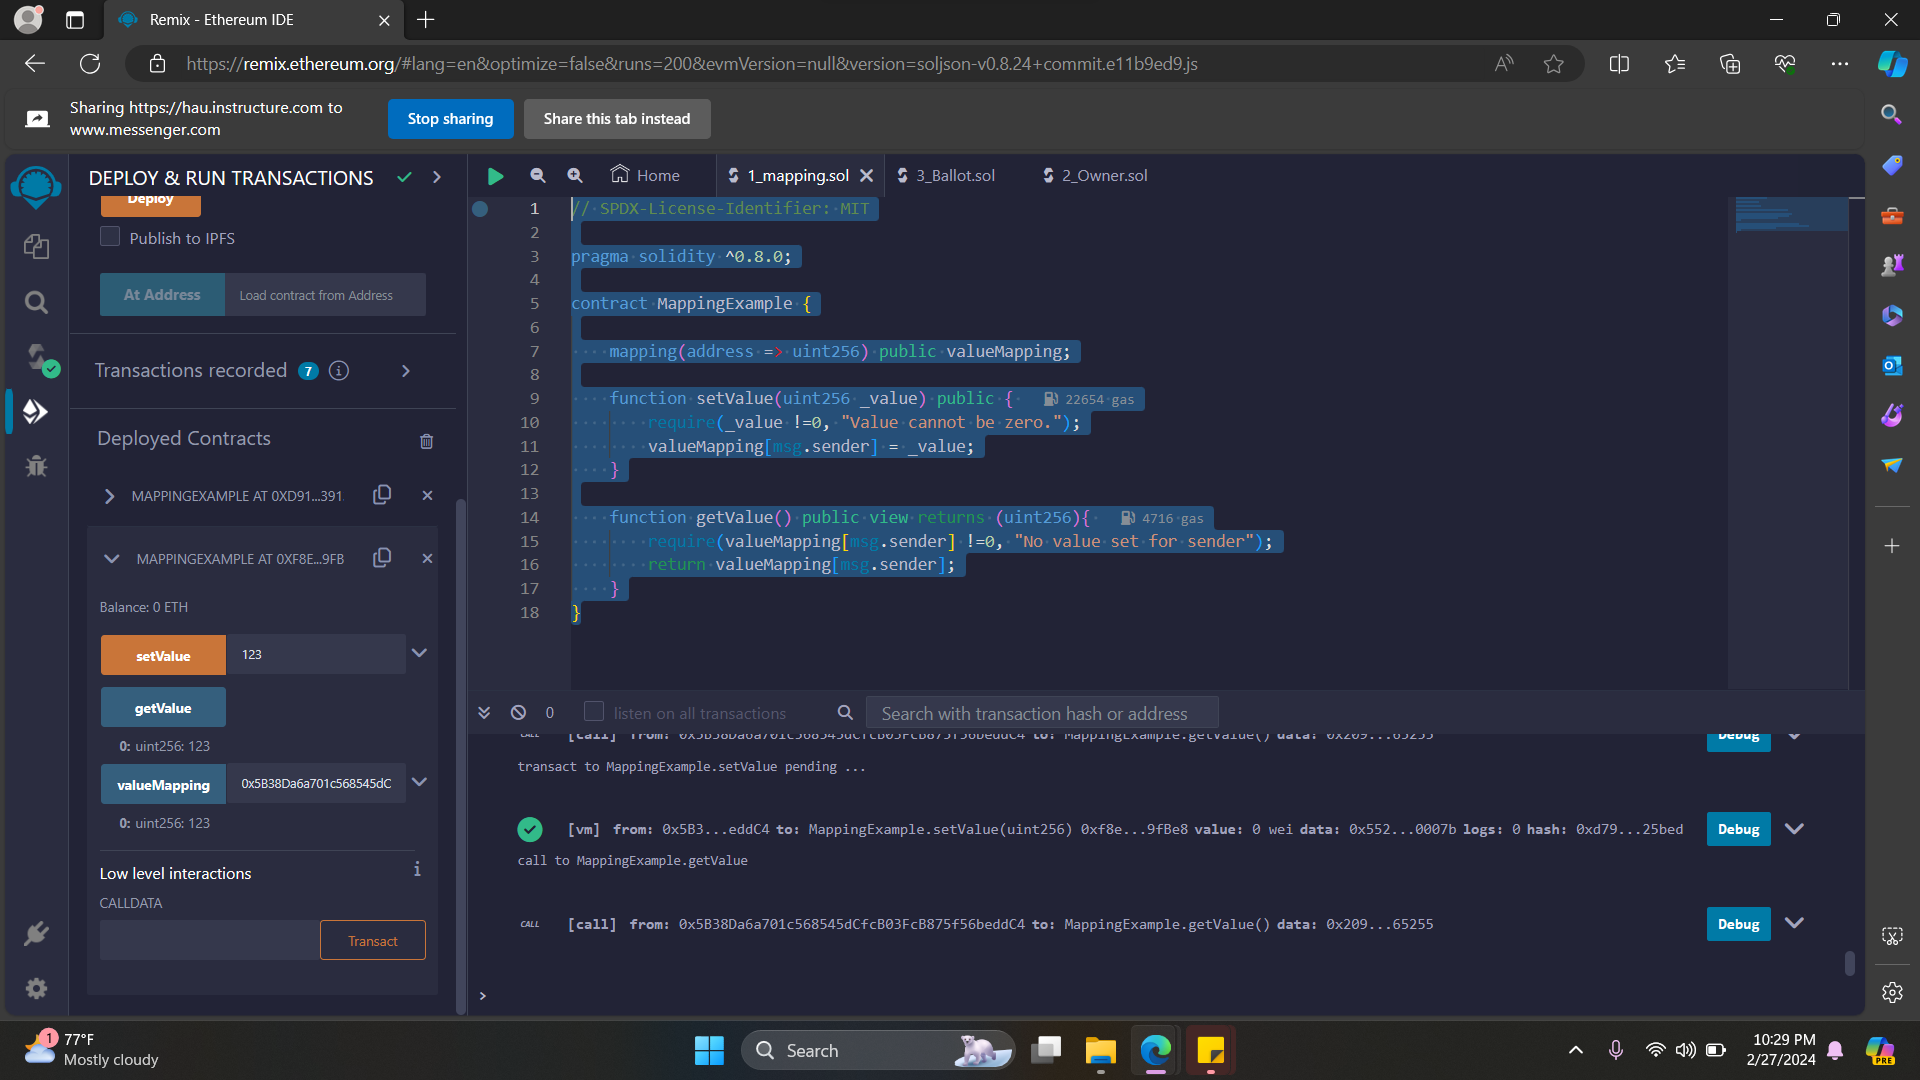 Remix - Ethereum IDE
https://remix.ethereum.org/#lang=en&optimize=false&runs=200&evmVersion=null&version=soljson-v0.8.24+commit.e11b9ed9.js
Sharing https://hau.instructure.com to
www.messenger.com
Stop sharing
Share this tab instead
DEPLOY & RUN TRANSACTIONS
Deploy
Publish to IPFS
At Address
Load contract from Address
Transactions recorded 7 i
Deployed Contracts
MAPPINGEXAMPLE AT 0XD91...391
MAPPINGEXAMPLE AT 0XF8E...9FB
Balance: 0 ETH
setValue 123
getValue
0: uint256: 123
valueMapping 0x5B38Da6a701c568545dC
0: uint256: 123
Low level interactions i
CALLDATA
Transact
Home
1_mapping.sol
3_Ballot.sol
2_Owner.sol
1 // SPDX-License-Identifier: MIT
2
3 pragma solidity ^0.8.0;
4
5 contract MappingExample {
6
7 mapping(address => uint256) public valueMapping;
8
9 function setValue(uint256 _value) public { 22654 gas
10 require(_value !=0, "Value cannot be zero.");
11 valueMapping[msg.sender] = _value;
12 }
13
14 function getValue() public view returns (uint256){ 4716 gas
15 require(valueMapping[msg.sender] !=0, "No value set for sender");
16 return valueMapping[msg.sender];
17 }
18 }
0
listen on all transactions
Search with transaction hash or address
CALL [call] from: 0x5B38Da6a701c568545dCfcB03FcB875f56beddC4 to: MappingExample.getValue() data: 0x209...65255 Debug
transact to MappingExample.setValue pending ...
[vm] from: 0x5B3...eddC4 to: MappingExample.setValue(uint256) 0xf8e...9fBe8 value: 0 wei data: 0x552...0007b logs: 0 hash: 0xd79...25bed Debug
call to MappingExample.getValue
CALL [call] from: 0x5B38Da6a701c568545dCfcB03FcB875f56beddC4 to: MappingExample.getValue() data: 0x209...65255 Debug
>
1
77°F
Mostly cloudy
Search
10:29 PM
2/27/2024
PRE